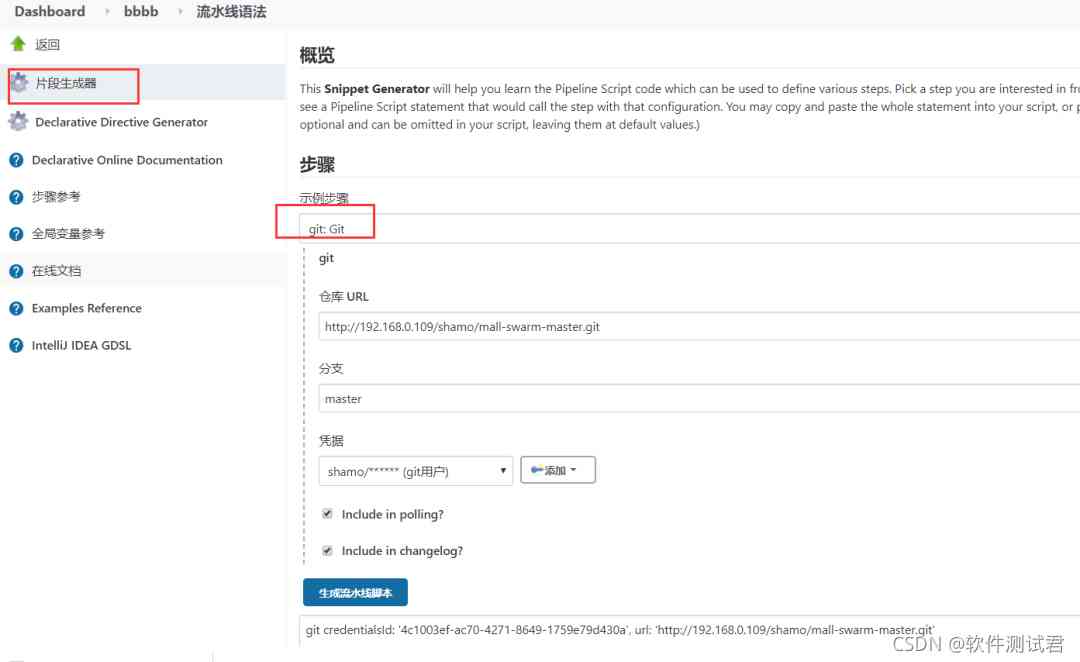 Dashboard bbbb 流水线语法
返回
片段生成器
Declarative Directive Generator
Declarative Online Documentation
步骤参考
全局变量参考
在线文档
Examples Reference
IntelliJ IDEA GDSL
概览
This Snippet Generator will help you learn the Pipeline Script code which can be used to define various steps. Pick a step you are interested in fr
see a Pipeline Script statement that would call the step with that configuration. You may copy and paste the whole statement into your script, or p
optional and can be omitted in your script, leaving them at default values.)
步骤
示例步骤
git: Git
git
仓库 URL
http://192.168.0.109/shamo/mall-swarm-master.git
分支
master
凭据
shamo/****** (git用户)
添加
Include in polling?
Include in changelog?
生成流水线脚本
git credentialsId: '4c1003ef-ac70-4271-8649-1759e79d430a', url: 'http://192.168.0.109/shamo/mall-swarm-master.git'
CSDN @软件测试君